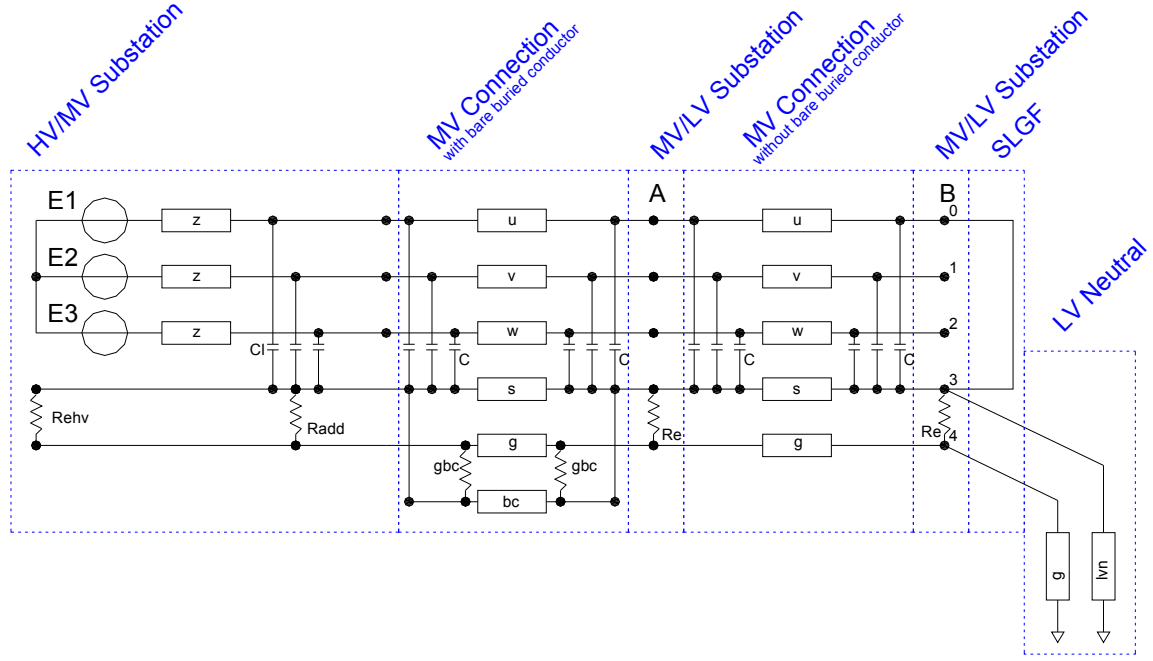 HV/MV Substation
MV Connection
with bare buried conductor
MV/LV Substation
MV Connection
without bare buried conductor
MV/LV Substation
SLGF
LV Neutral
A
B
E1
z
u
u
0
E2
z
v
v
1
E3
z
w
w
2
Cl
C
C
C
C
s
s
3
Rehv
Radd
Re
Re
4
g
g
gbc
gbc
bc
g
lvn